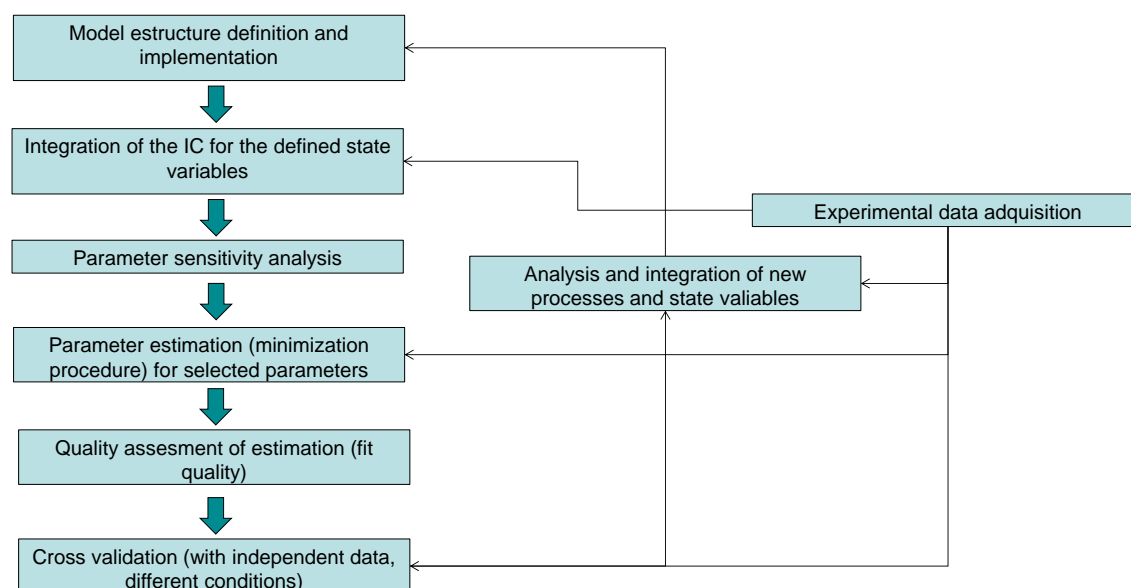 Model estructure definition and
implementation
Integration of the IC for the defined state
variables
Experimental data adquisition
Parameter sensitivity analysis
Analysis and integration of new
processes and state valiables
Parameter estimation (minimization
procedure) for selected parameters
Quality assesment of estimation (fit
quality)
Cross validation (with independent data,
different conditions)